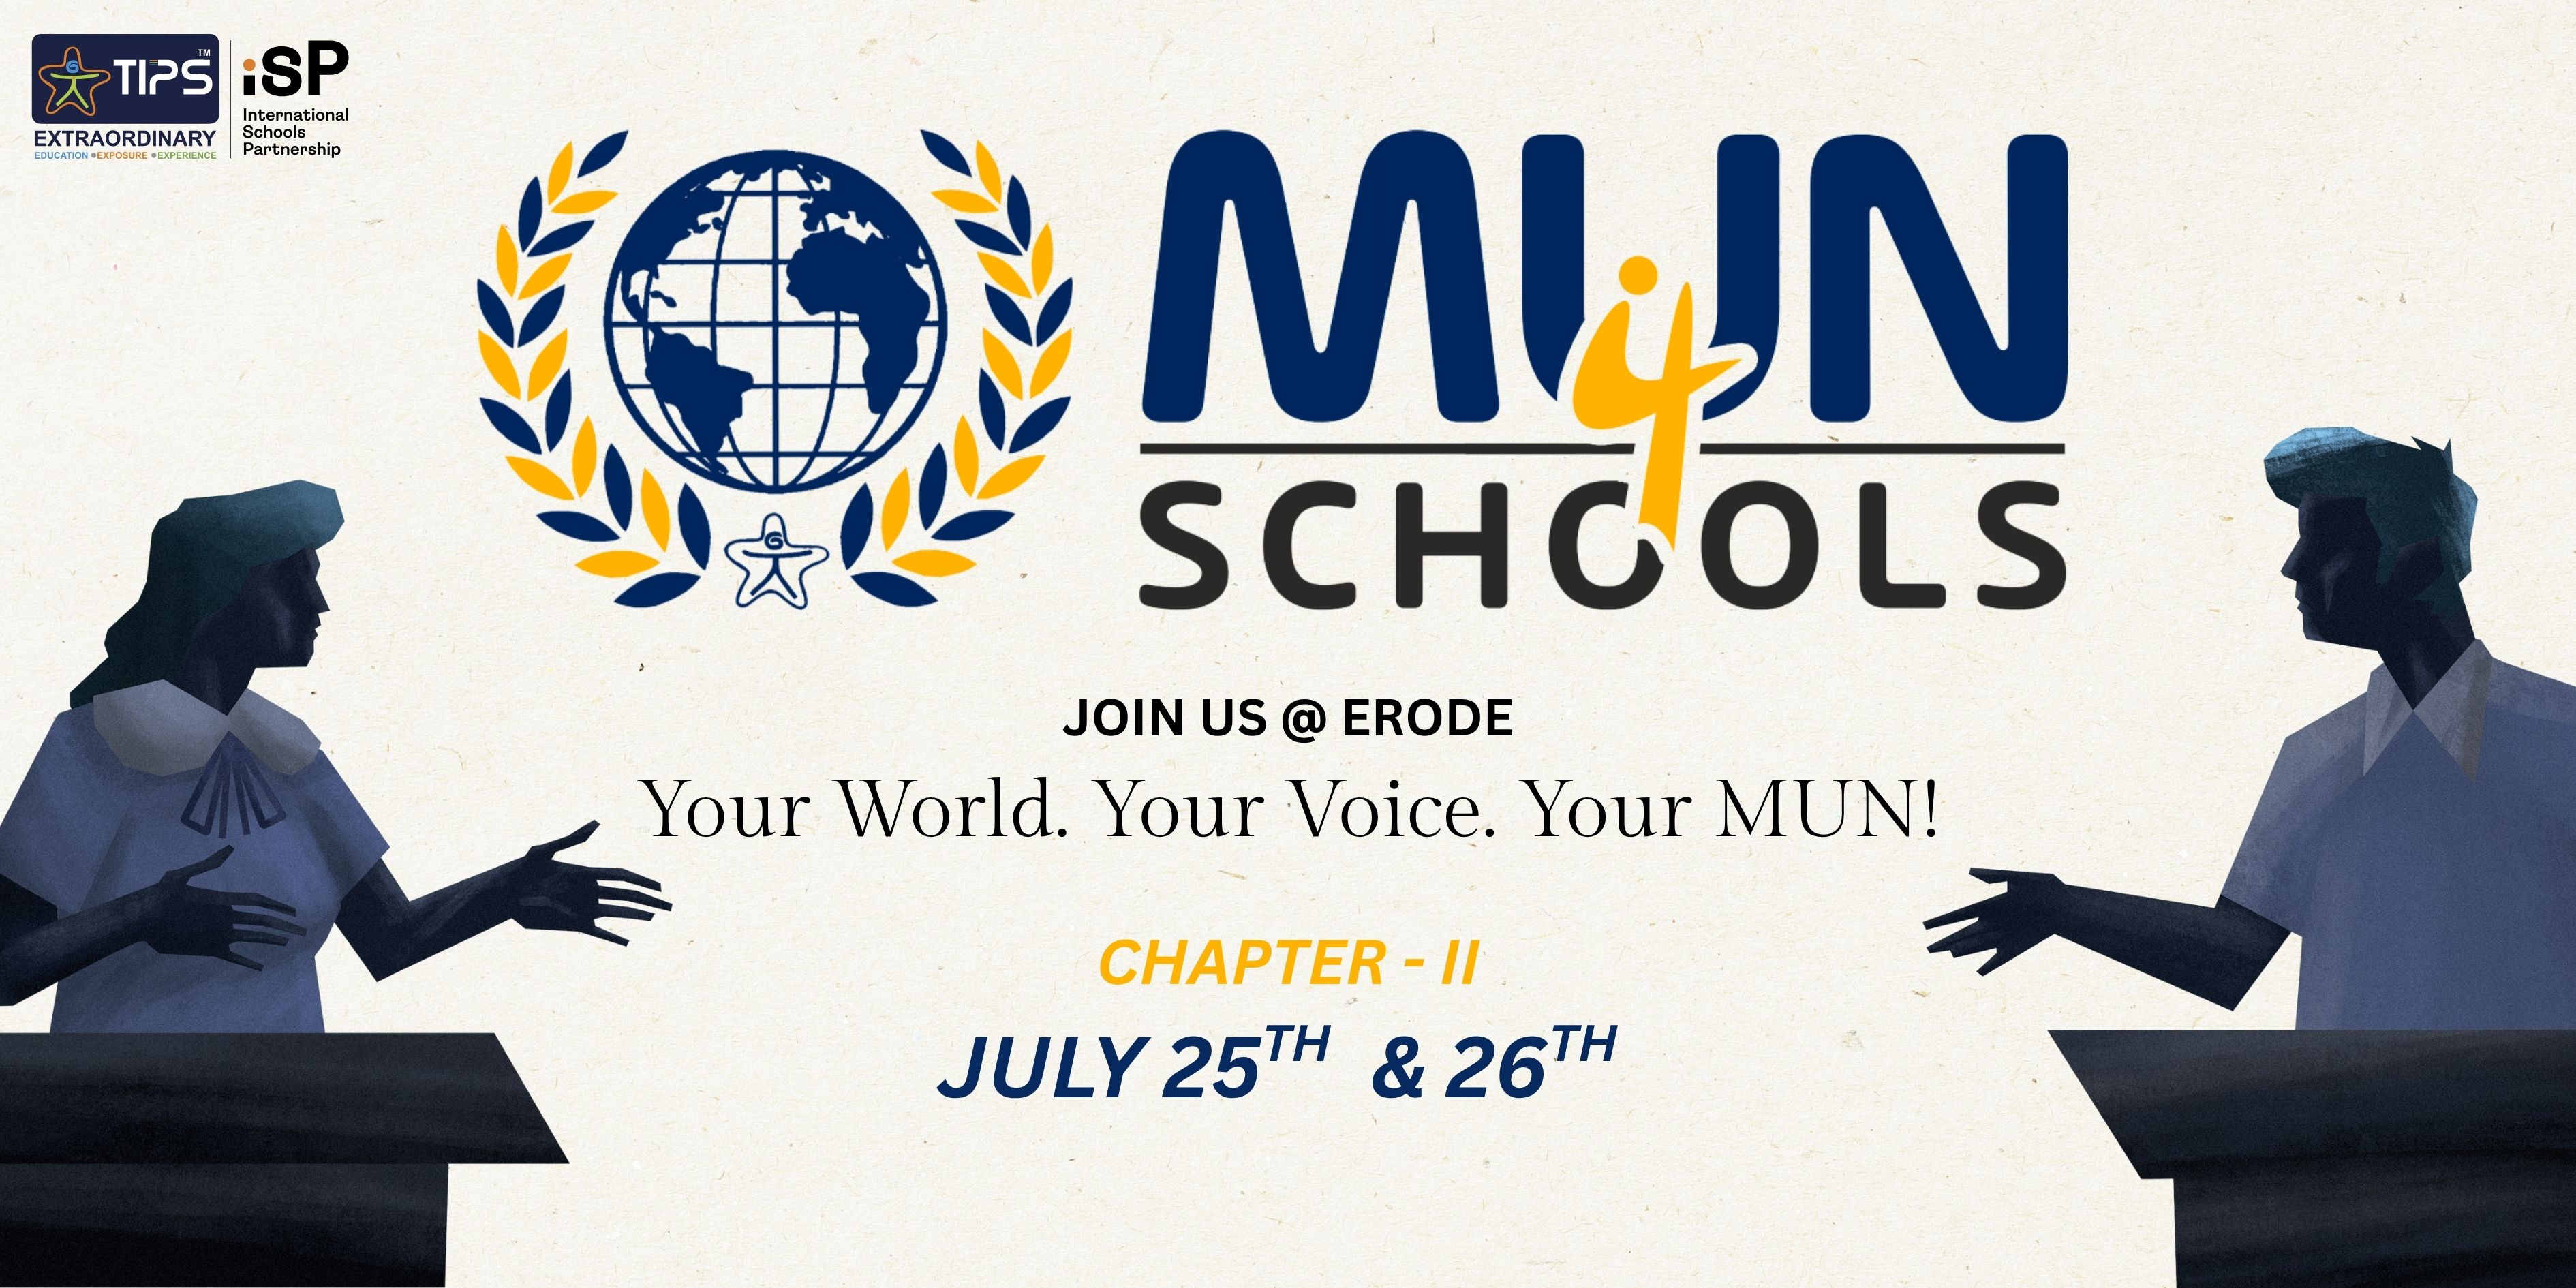 TIPS™
EXTRAORDINARY
EDUCATION •EXPOSURE •EXPERIENCE
iSP
International
Schools
Partnership
MUN
4
SCHOOLS
JOIN US @ ERODE
Your World. Your Voice. Your MUN!
CHAPTER - II
JULY 25TH & 26TH